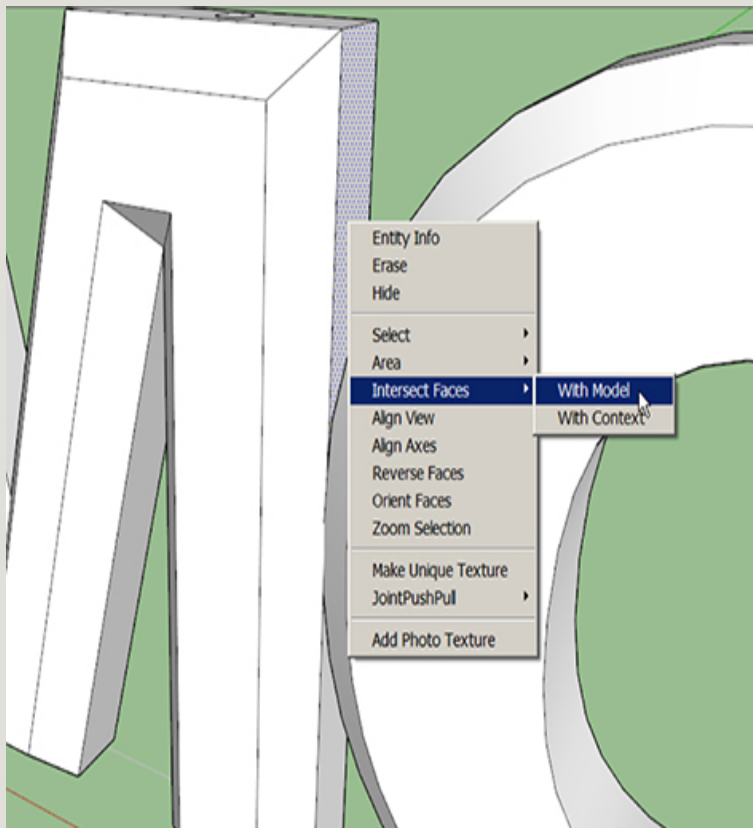 Entity Info
Erase
Hide
Select
Area
Intersect Faces
With Model
Align View
With Context
Align Axes
Reverse Faces
Orient Faces
Zoom Selection
Make Unique Texture
JointPushPull
Add Photo Texture